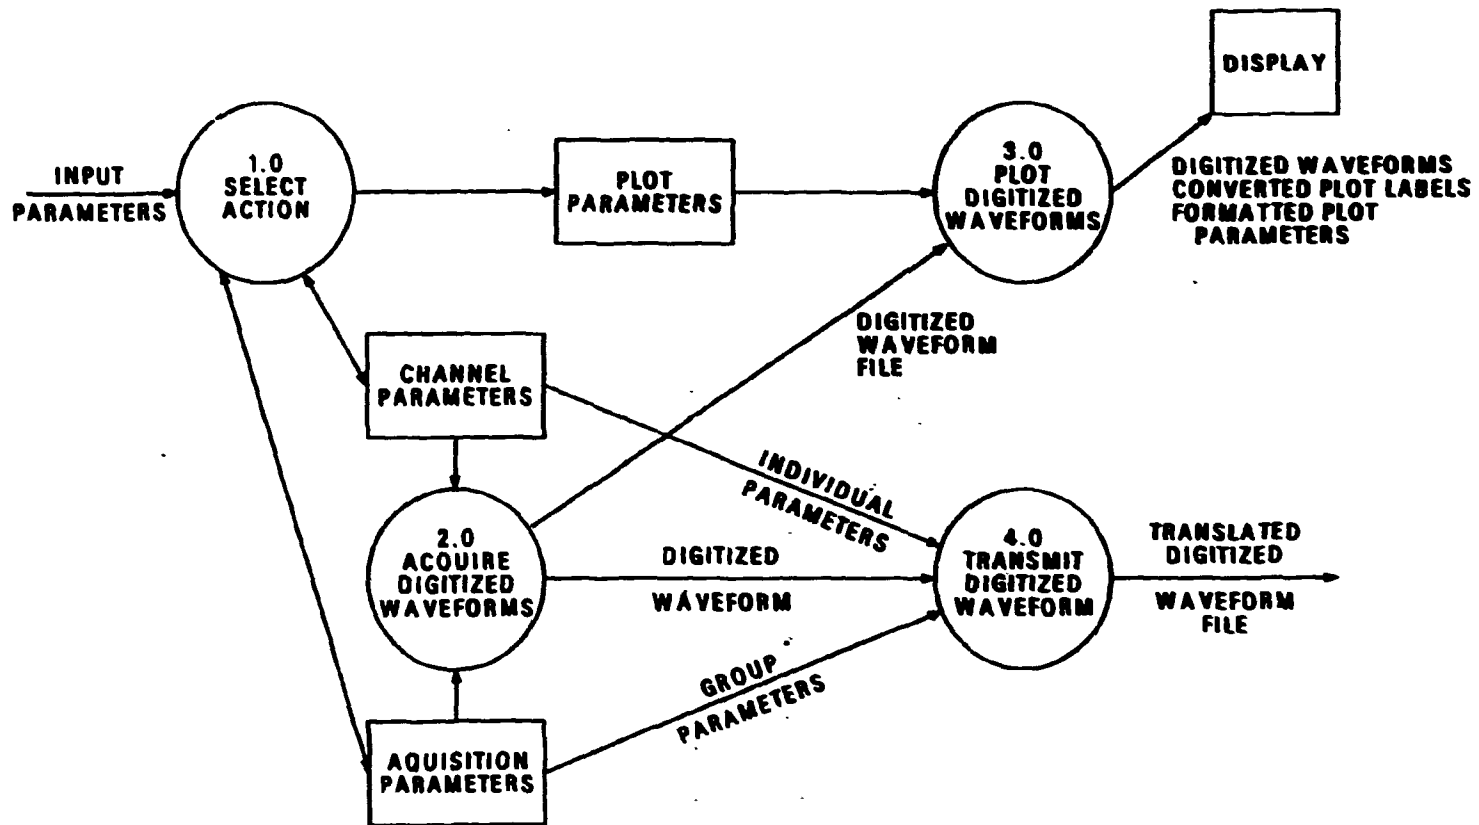 DISPLAY
INPUT
PARAMETERS
1.0
SELECT
ACTION
PLOT
PARAMETERS
3.0
PLOT
DIGITIZED
WAVEFORMS
DIGITIZED WAVEFORMS
CONVERTED PLOT LABELS
FORMATTED PLOT
PARAMETERS
DIGITIZED
WAVEFORM
FILE
CHANNEL
PARAMETERS
INDIVIDUAL
PARAMETERS
2.0
ACQUIRE
DIGITIZED
WAVEFORMS
DIGITIZED
WAVEFORM
4.0
TRANSMIT
DIGITIZED
WAVEFORM
TRANSLATED
DIGITIZED
WAVEFORM
FILE
GROUP
PARAMETERS
AQUISITION
PARAMETERS